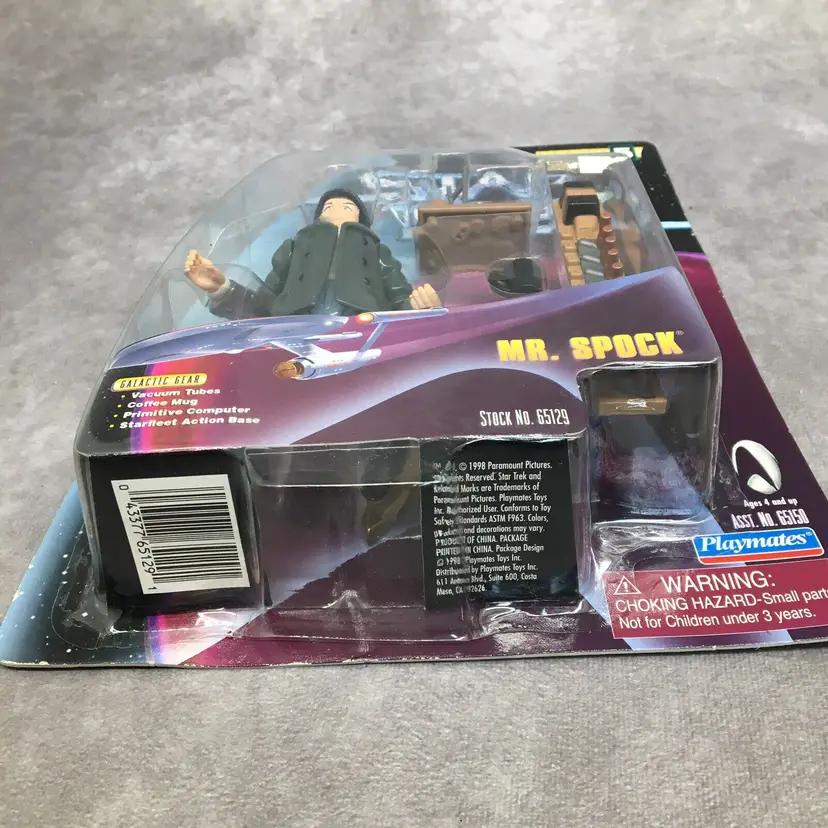 MR. SPOCK®
GALACTIC GEAR
• Vacuum Tubes
• Coffee Mug
• Primitive Computer
• Starfleet Action Base
STOCK NO. 65129
0 43377 65129 1
© 1998 Paramount Pictures.
Rights Reserved. Star Trek and
Marks are Trademarks of
Paramount Pictures. Playmates Toys
Inc. Authorized User. Conforms to Toy
Safety Standards ASTM F963. Colors,
and decorations may vary.
PRODUCT OF CHINA. PACKAGE
PRINTED IN CHINA. Package Design
© 1998 Playmates Toys Inc.
Distributed by Playmates Toys Inc.
611 Anton Blvd., Suite 600, Costa
Mesa, CA 92626.
Ages 4 and up
ASST. NO. 65150
Playmates
WARNING:
CHOKING HAZARD-Small part
Not for Children under 3 years.